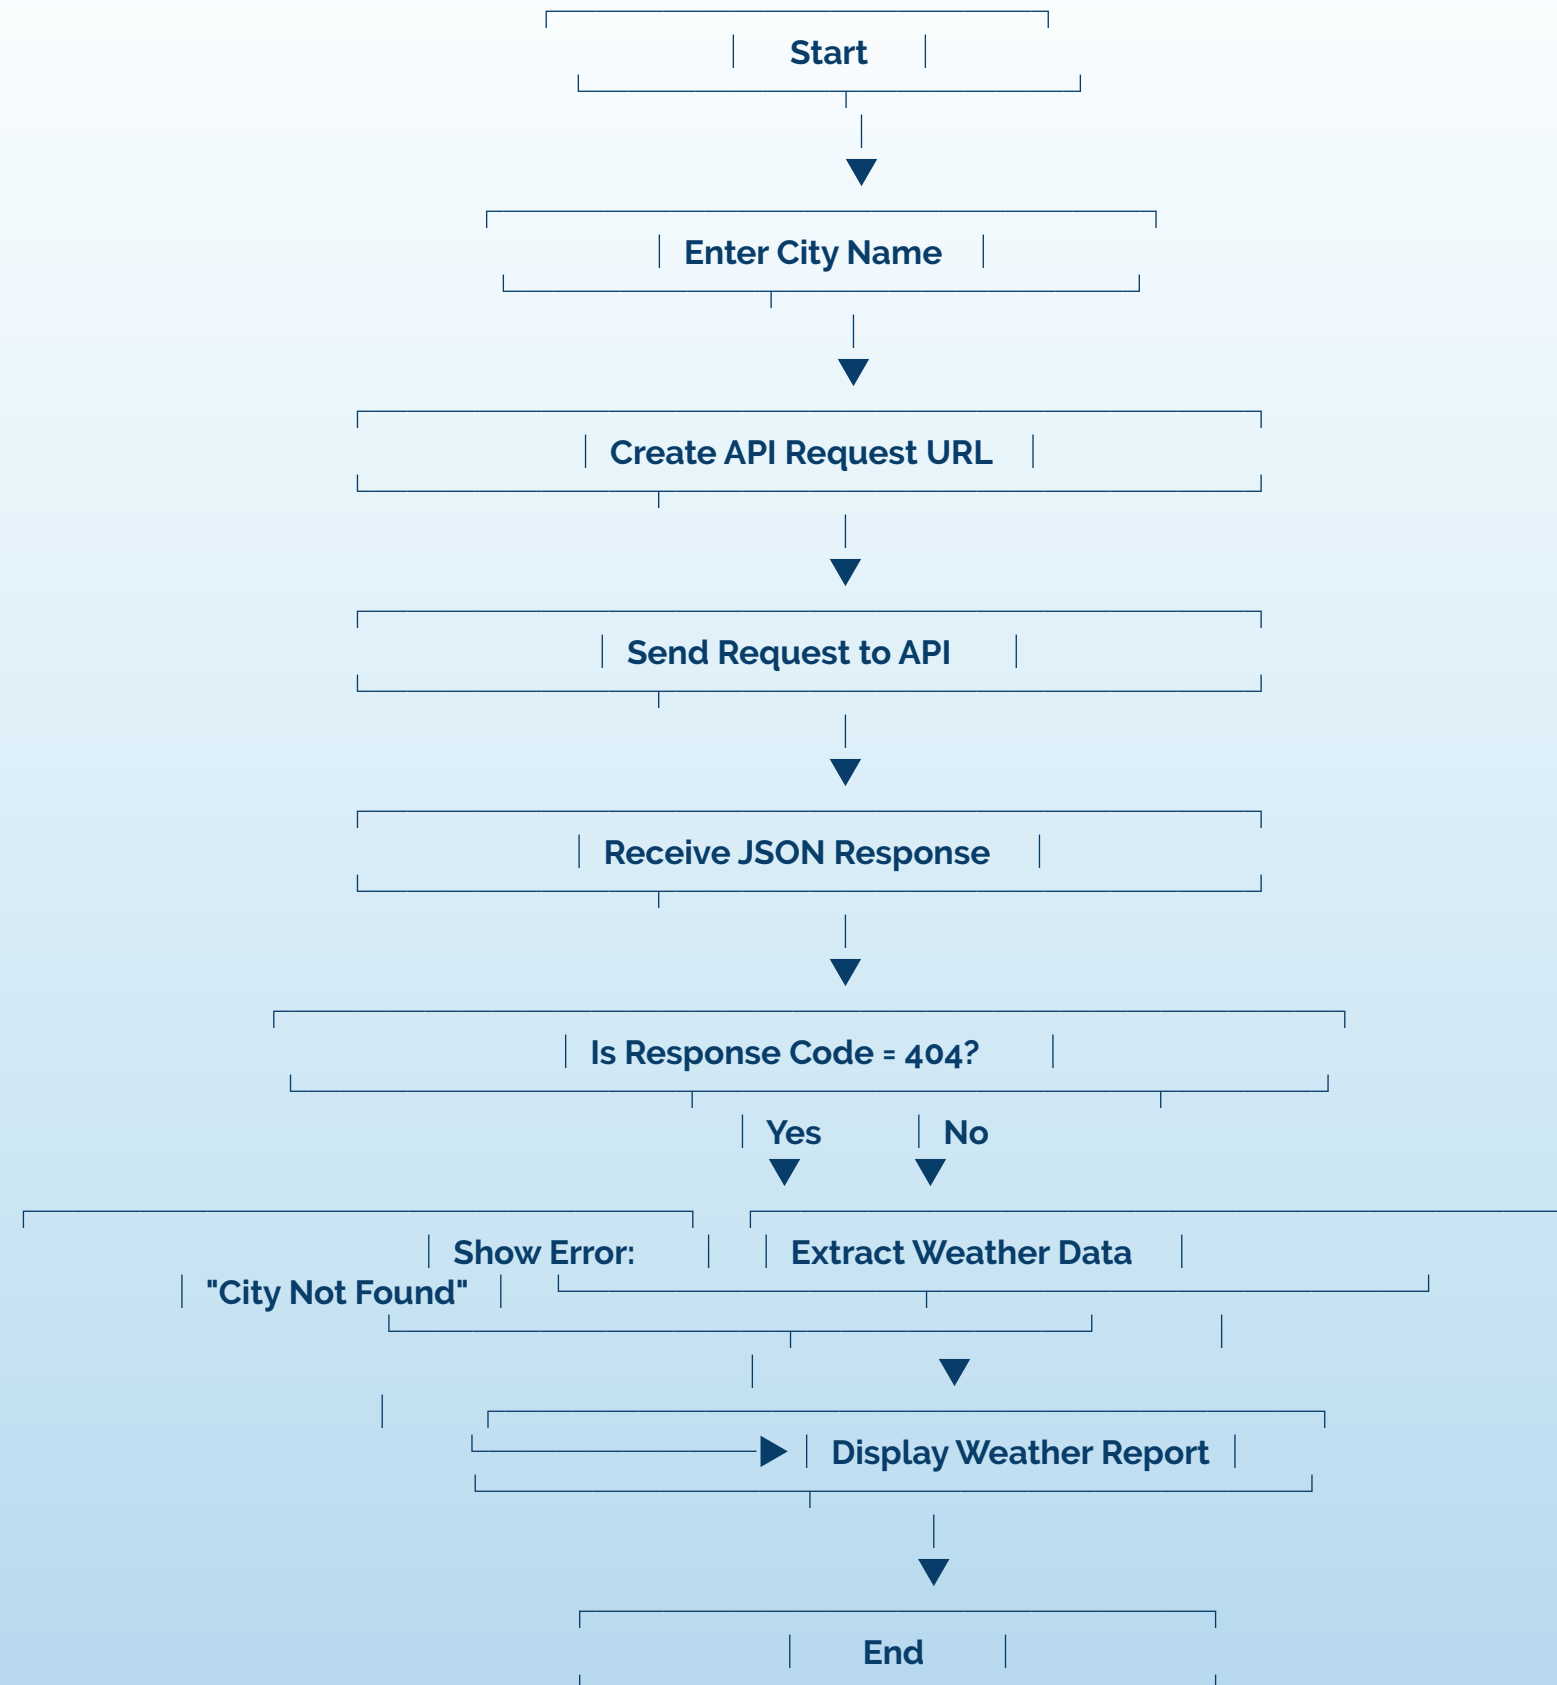 Start
Enter City Name
Create API Request URL
Send Request to API
Receive JSON Response
Is Response Code = 404?
Yes No
Show Error: Extract Weather Data
"City Not Found"
Display Weather Report
End